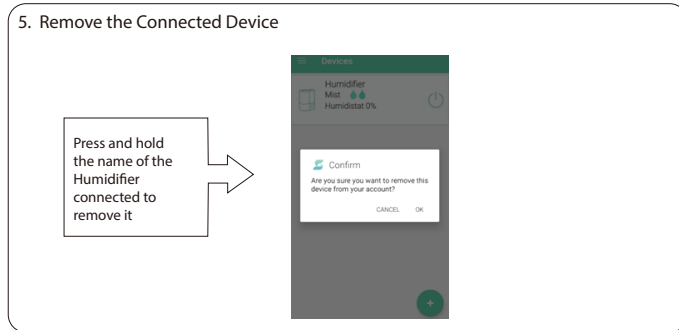 5. Remove the Connected Device
Press and hold
the name of the
Humidifier
connected to
remove it
Devices
Humidifier
Mist
Humidistat 0%
Confirm
Are you sure you want to remove this
device from your account?
CANCEL OK
+